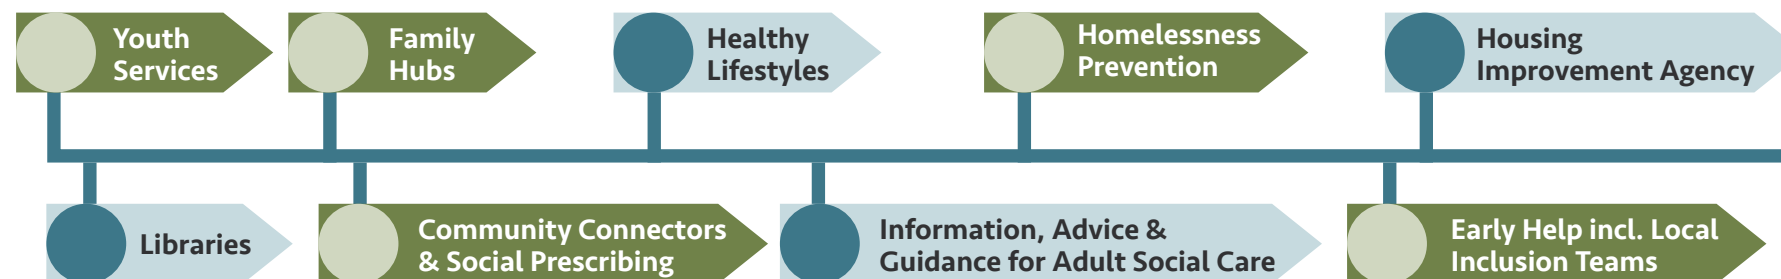 Youth
Services
Family
Hubs
Healthy
Lifestyles
Homelessness
Prevention
Housing
Improvement Agency
Libraries
Community Connectors
& Social Prescribing
Information, Advice &
Guidance for Adult Social Care
Early Help incl. Local
Inclusion Teams